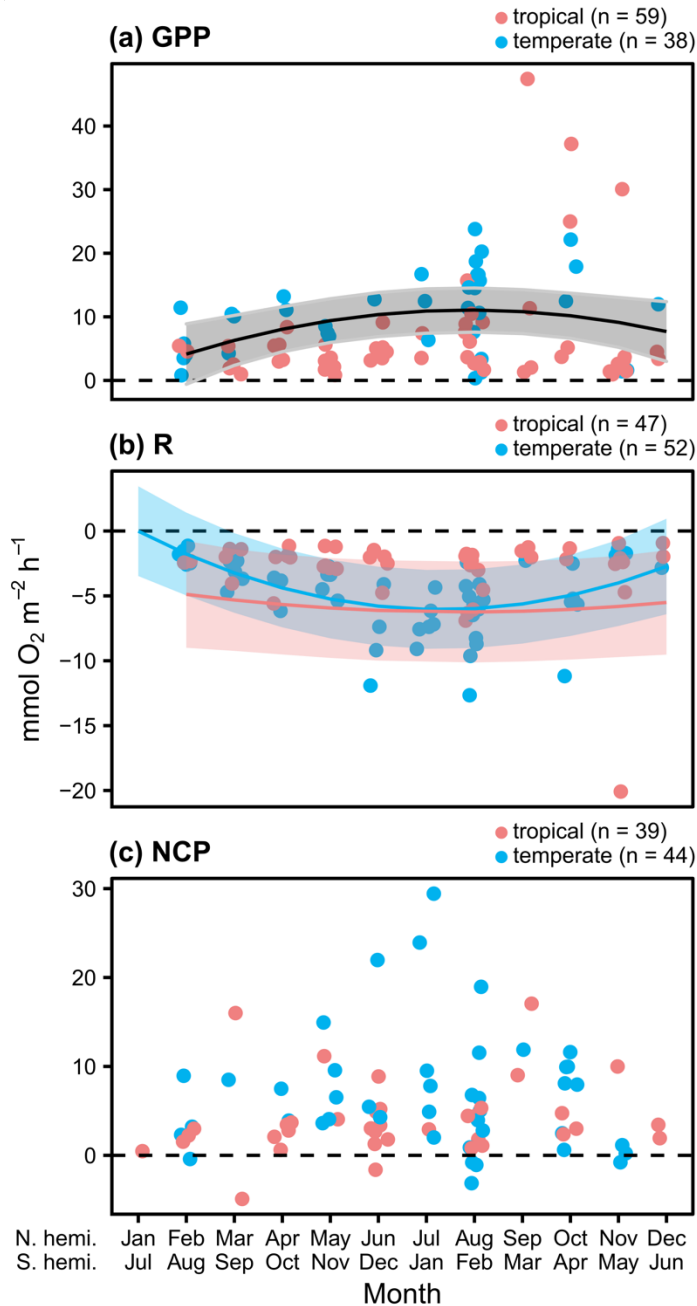 tropical (n = 59)
(a) GPP
temperate (n = 38)
40
30
20
10
0
tropical (n = 47)
(b) R
temperate (n = 52)
0
−5
−10
−15
−20
mmol O₂ m⁻² h⁻¹
tropical (n = 39)
(c) NCP
temperate (n = 44)
30
20
10
0
N. hemi. Jan Feb Mar Apr May Jun Jul Aug Sep Oct Nov Dec
S. hemi. Jul Aug Sep Oct Nov Dec Jan Feb Mar Apr May Jun
Month